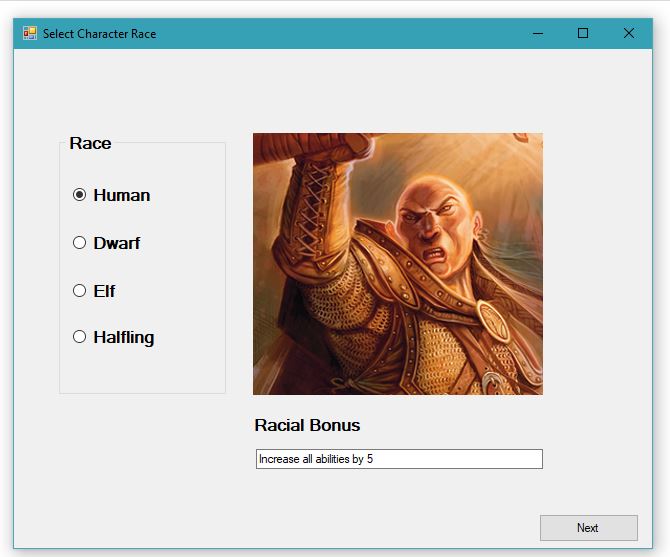 Select Character Race
Race
Human
Dwarf
Elf
Halfling
Racial Bonus
Increase all abilities by 5
Next